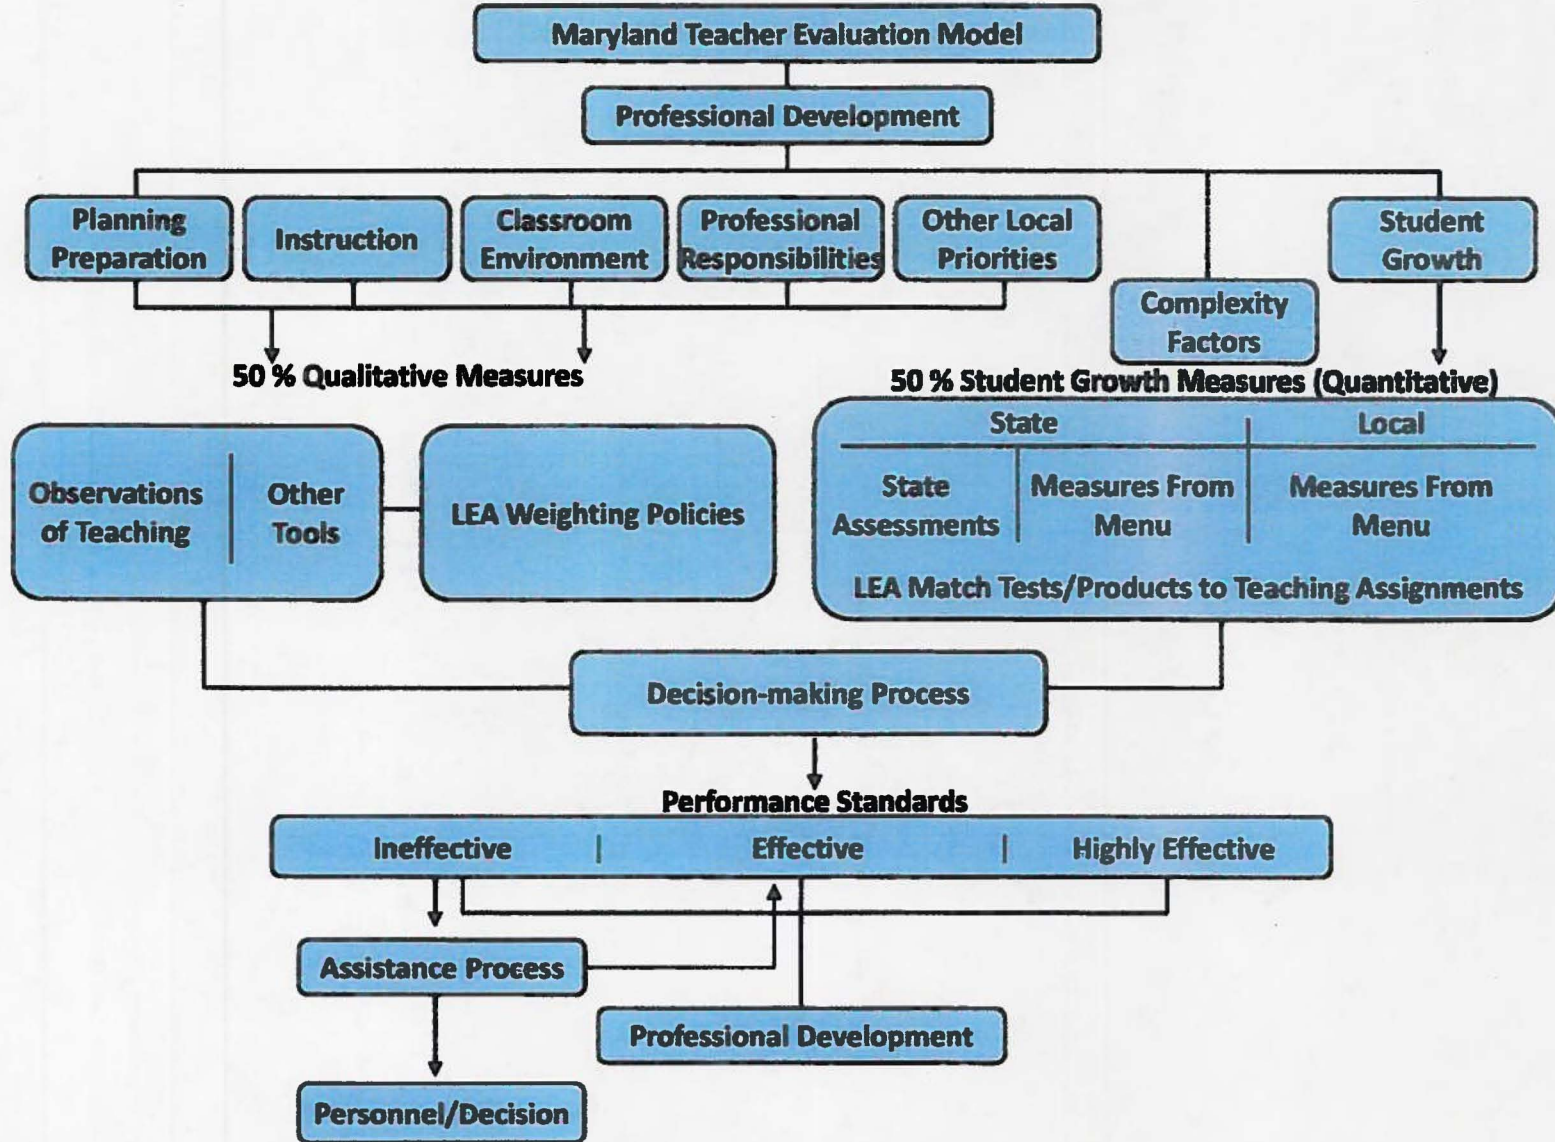 Maryland Teacher Evaluation Model
Professional Development
Planning
Preparation
Instruction
Classroom
Environment
Professional
Responsibilities
Other Local
Priorities
Complexity
Factors
Student
Growth
50 % Qualitative Measures
50 % Student Growth Measures (Quantitative)
Observations
of Teaching
Other
Tools
LEA Weighting Policies
State
Local
State
Assessments
Measures From
Menu
Measures From
Menu
LEA Match Tests/Products to Teaching Assignments
Decision-making Process
Performance Standards
Ineffective | Effective | Highly Effective
Assistance Process
Professional Development
Personnel/Decision